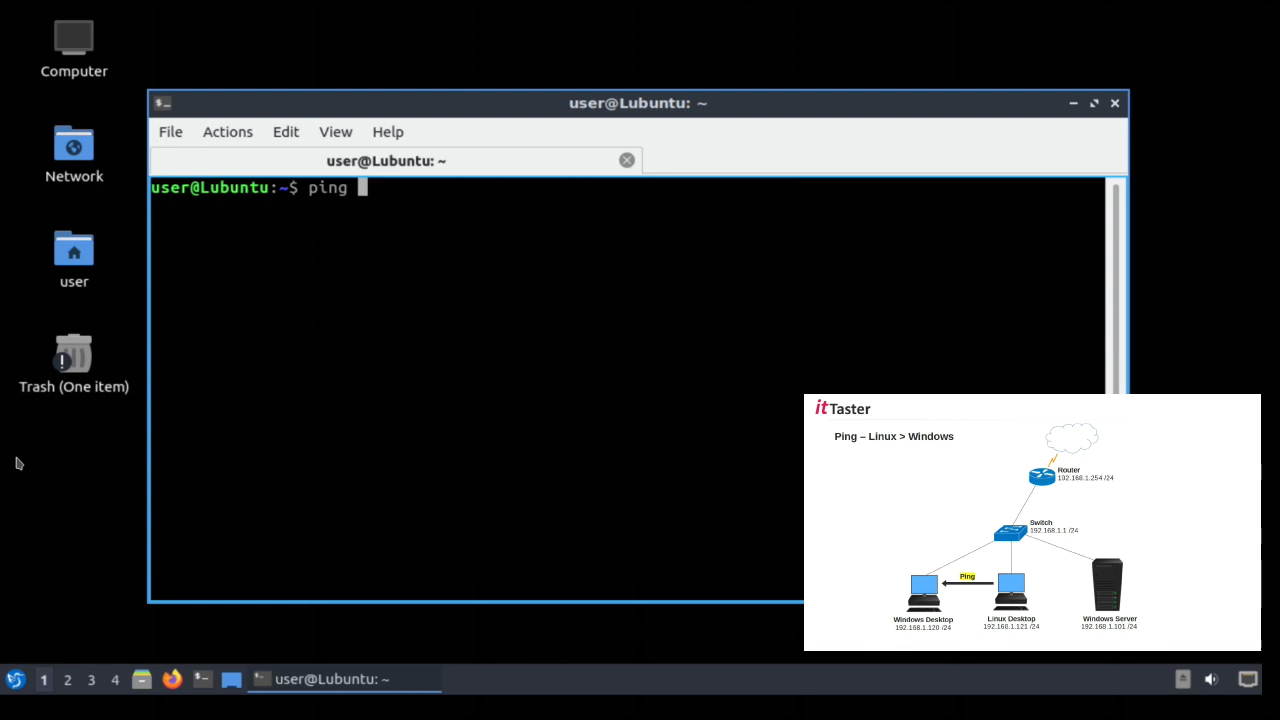 Computer
Network
user
Trash (One item)
user@Lubuntu: ~
File Actions Edit View Help
user@Lubuntu: ~
user@Lubuntu:~$ ping
itTaster
Ping – Linux > Windows
Router
192.168.1.254 /24
Switch
192.168.1.1 /24
Ping
Windows Desktop
192.168.1.120 /24
Linux Desktop
192.168.1.121 /24
Windows Server
192.168.1.101 /24
1 2 3 4 user@Lubuntu: ~